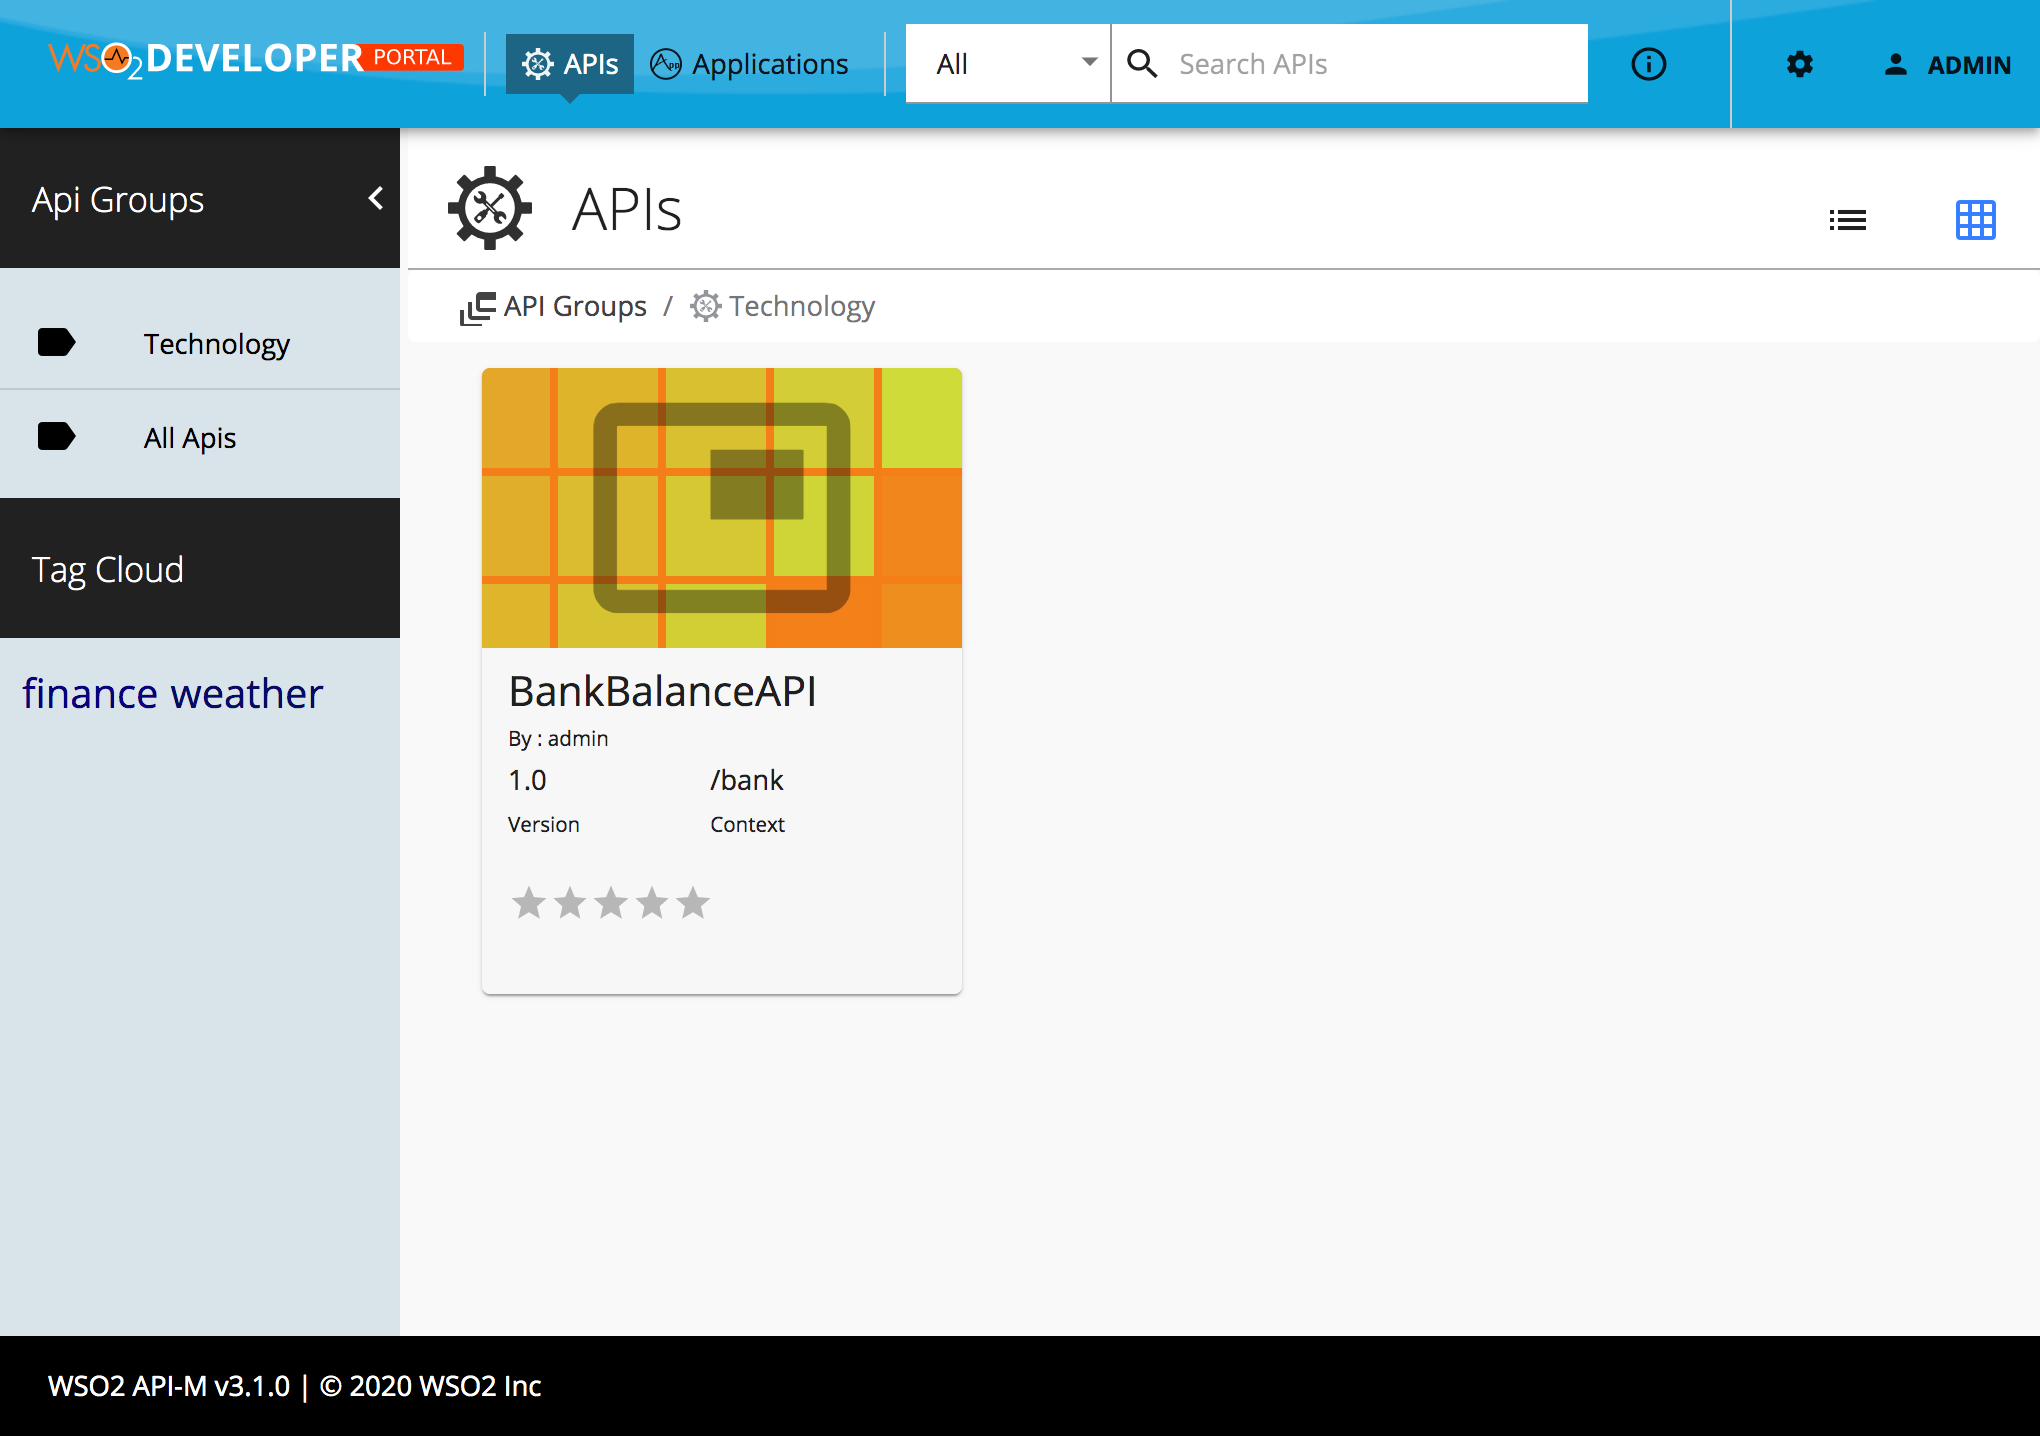 WSO2 DEVELOPER PORTAL
APIs
Applications
All
Search APIs
ADMIN
Api Groups
APIs
API Groups / Technology
Technology
All Apis
Tag Cloud
finance weather
BankBalanceAPI
By : admin
1.0 /bank
Version Context
WSO2 API-M v3.1.0 | © 2020 WSO2 Inc